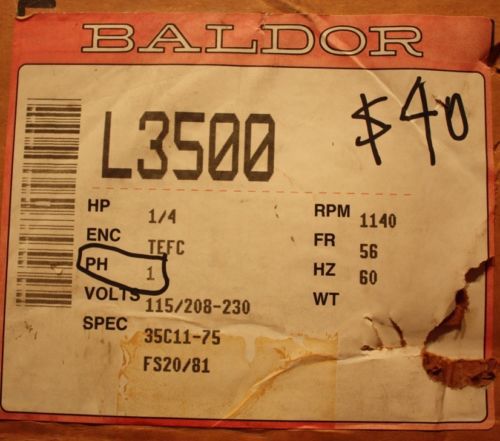 BALDOR
L3500
$40
HP 1/4
RPM 1140
ENC TEFC
FR 56
PH 1
HZ 60
VOLTS 115/208-230
WT
SPEC 35C11-75
FS20/81